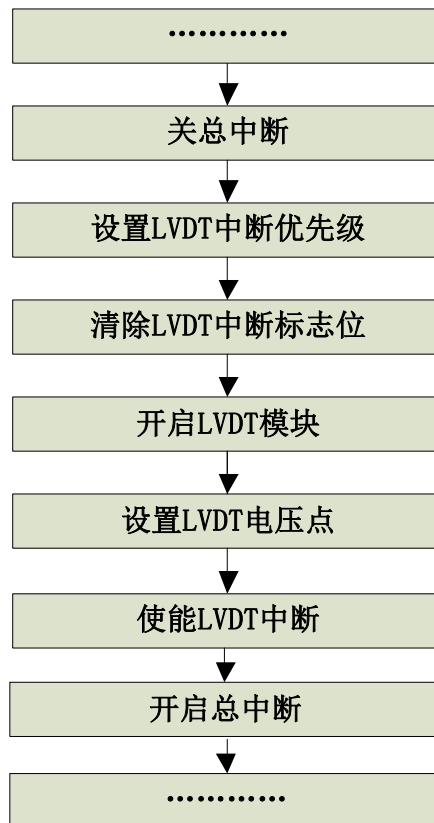 …………
关总中断
设置LVDT中断优先级
清除LVDT中断标志位
开启LVDT模块
设置LVDT电压点
使能LVDT中断
开启总中断
…………